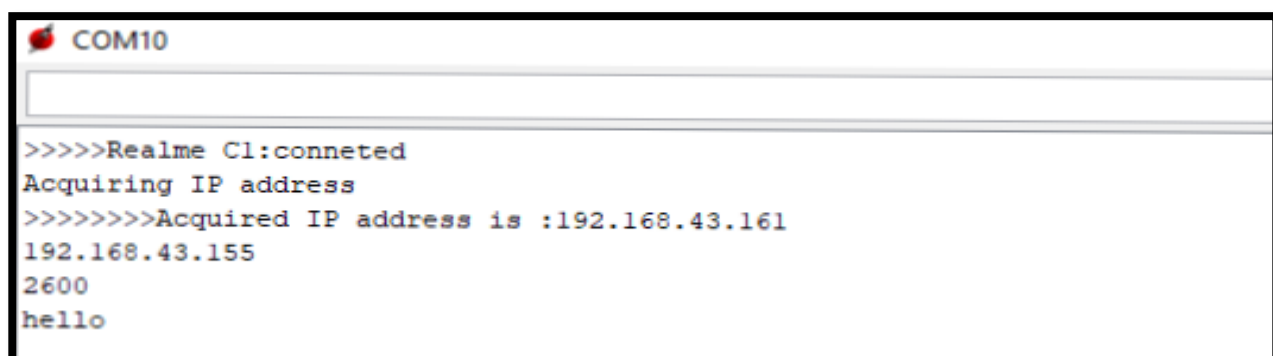 COM10
>>>>>Realme C1:conneted
Acquiring IP address
>>>>>>>>Acquired IP address is :192.168.43.161
192.168.43.155
2600
hello